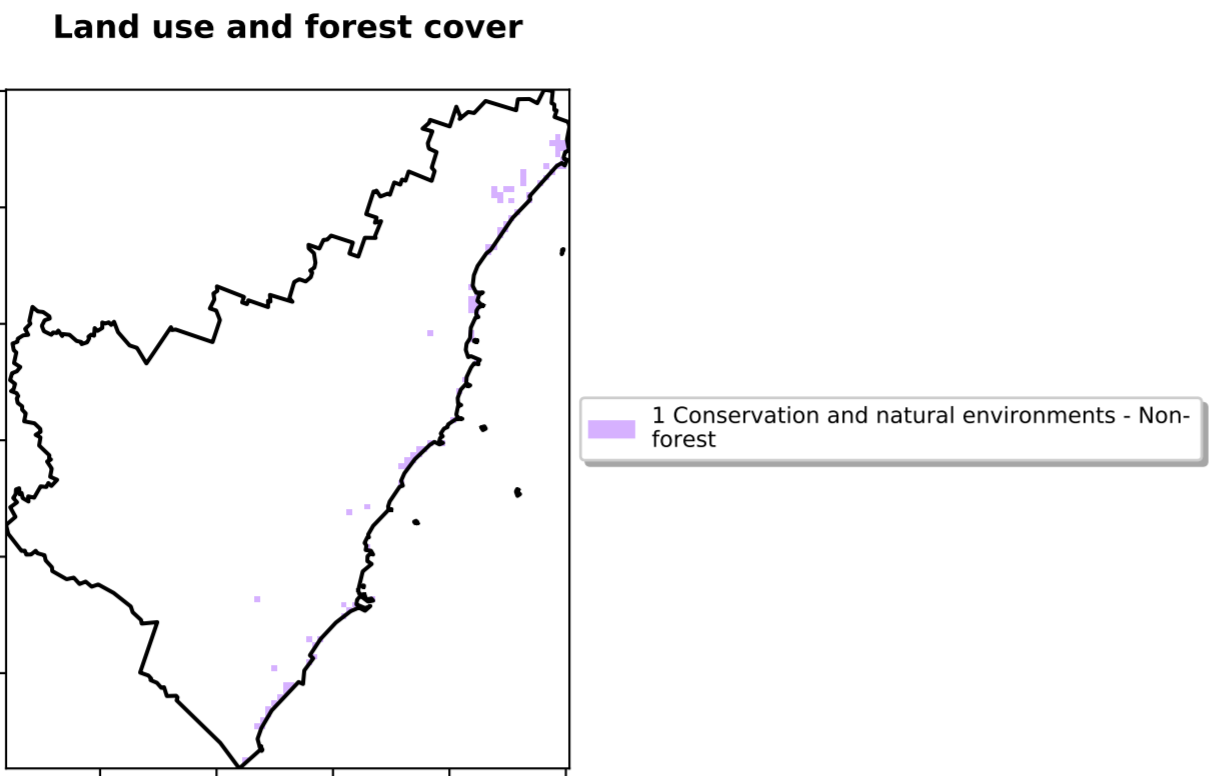 Land use and forest cover
1 Conservation and natural environments - Non-
forest